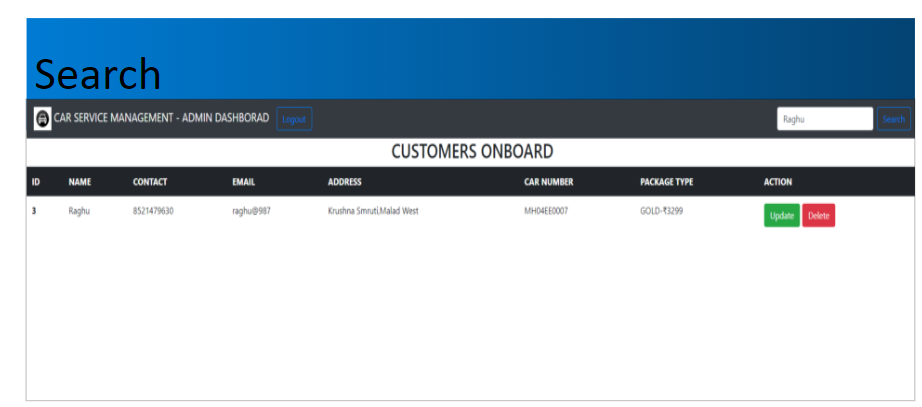 Search
CAR SERVICE MANAGEMENT - ADMIN DASHBORAD Logout Raghu Search
CUSTOMERS ONBOARD
ID NAME CONTACT EMAIL ADDRESS CAR NUMBER PACKAGE TYPE ACTION
3 Raghu 8521479630 raghu@987 Krushna Smruti,Malad West MH04EE0007 GOLD-₹3299 Update Delete